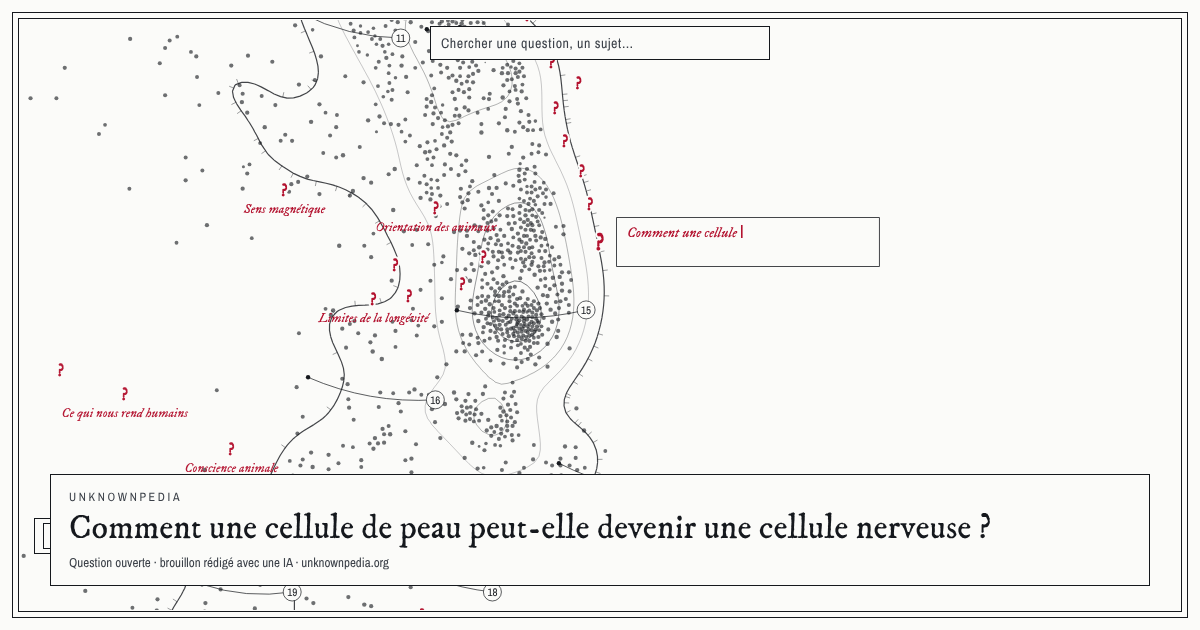 11
Chercher une question, un sujet...
?
?
?
?
?
?
?
Sens magnétique
?
Orientation des animaux
?
Comment une cellule
?
?
?
?
?
15
Limites de la longévité
?
?
16
Ce qui nous rend humains
?
Conscience animale
UNKNOWNPEDIA
Comment une cellule de peau peut-elle devenir une cellule nerveuse ?
Question ouverte · brouillon rédigé avec une IA · unknownpedia.org
19
18